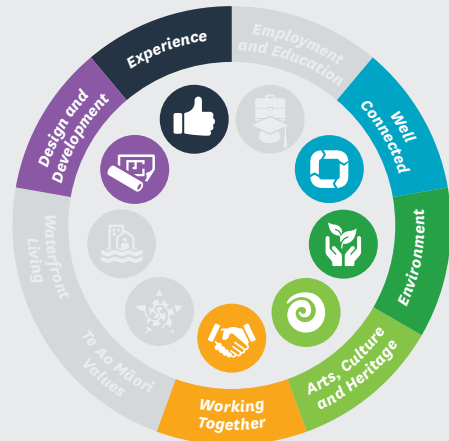 Experience
Employment
and Education
Well
Connected
Environment
Arts, Culture
and Heritage
Working
Together
Te Ao Māori
Values
Waterfront
Living
Design and
Development